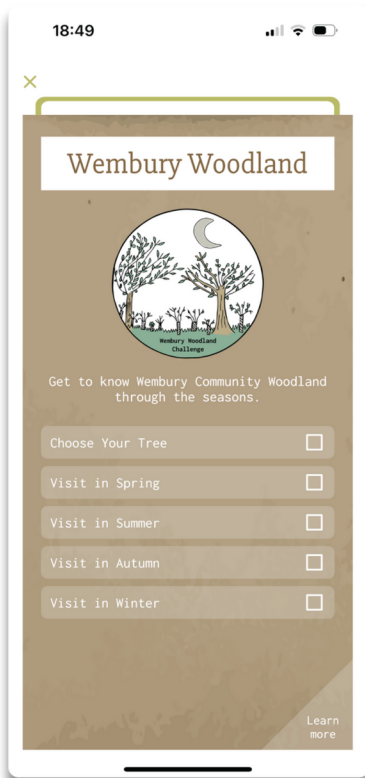 18:49
Wembury Woodland
Wembury Woodland
Challenge
Get to know Wembury Community Woodland
through the seasons.
Choose Your Tree
Visit in Spring
Visit in Summer
Visit in Autumn
Visit in Winter
Learn
more